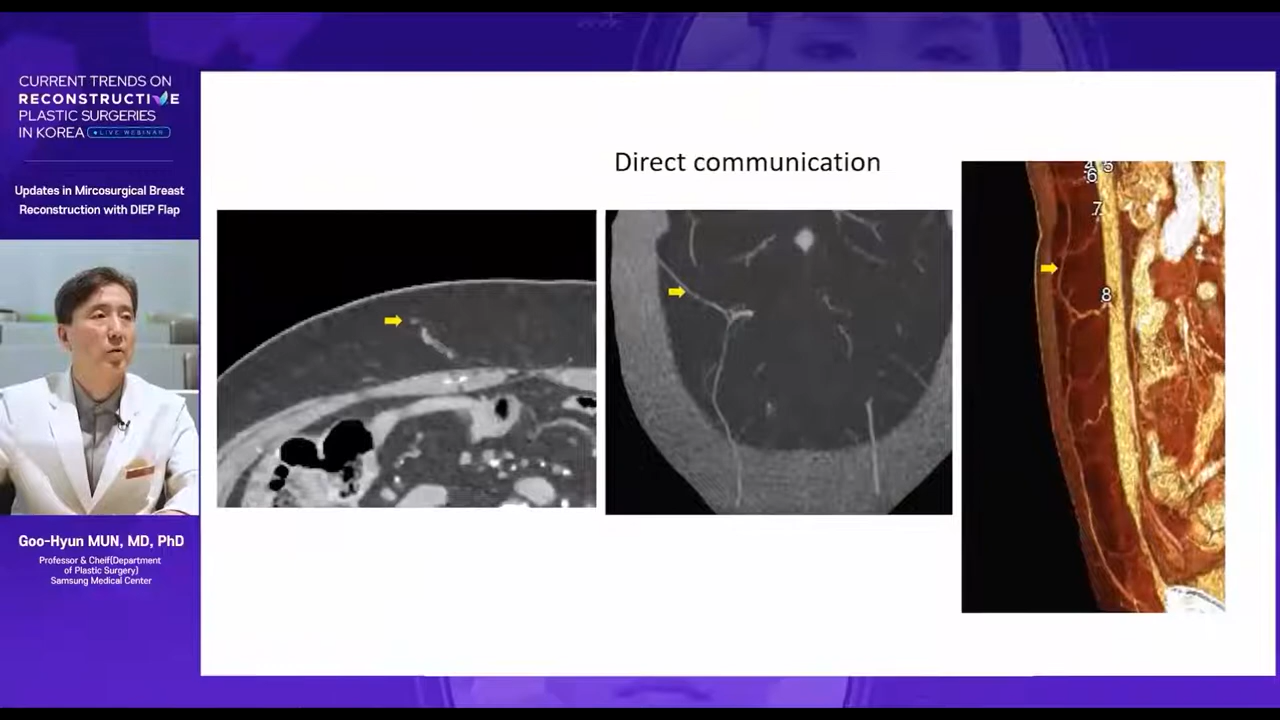 CURRENT TRENDS ON
RECONSTRUCTIVE
PLASTIC SURGERIES
IN KOREA LIVE WEBINAR
Updates in Mircosurgical Breast
Reconstruction with DIEP Flap
Goo-Hyun MUN, MD, PhD
Professor & Cheif(Department
of Plastic Surgery)
Samsung Medical Center
Direct communication
5
6
7
8